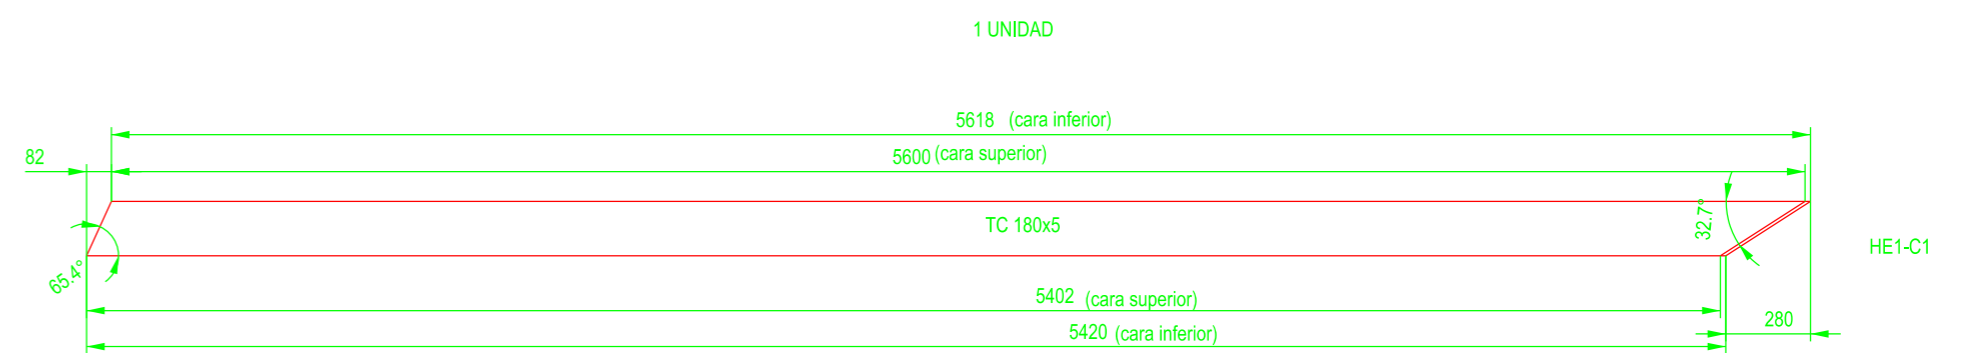 1 UNIDAD
5618 (cara inferior)
82
5600 (cara superior)
TC 180x5
32.7°
HE1-C1
65.4°
5402 (cara superior)
280
5420 (cara inferior)